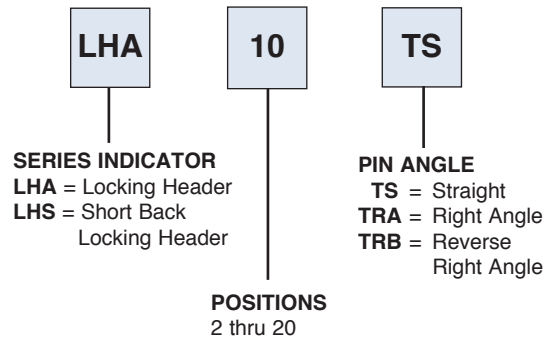 LHA 10 TS
SERIES INDICATOR
LHA = Locking Header
LHS = Short Back
Locking Header
PIN ANGLE
TS = Straight
TRA = Right Angle
TRB = Reverse
Right Angle
POSITIONS
2 thru 20